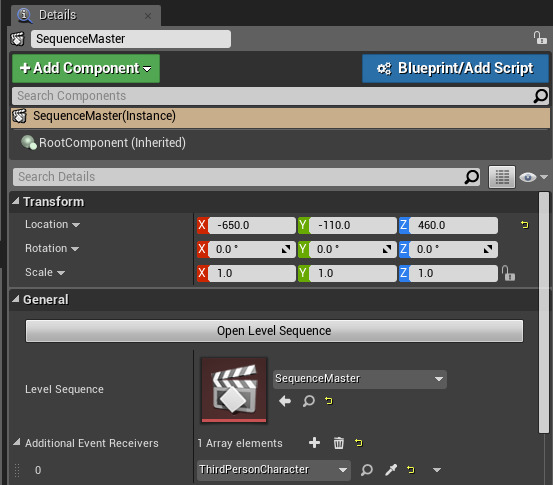 Details
SequenceMaster
+ Add Component
Blueprint/Add Script
Search Components
SequenceMaster(Instance)
RootComponent (Inherited)
Search Details
Transform
Location X -650.0 Y -110.0 Z 460.0
Rotation X 0.0 ° Y 0.0 ° Z 0.0 °
Scale X 1.0 Y 1.0 Z 1.0
General
Open Level Sequence
Level Sequence SequenceMaster
Additional Event Receivers 1 Array elements
0 ThirdPersonCharacter